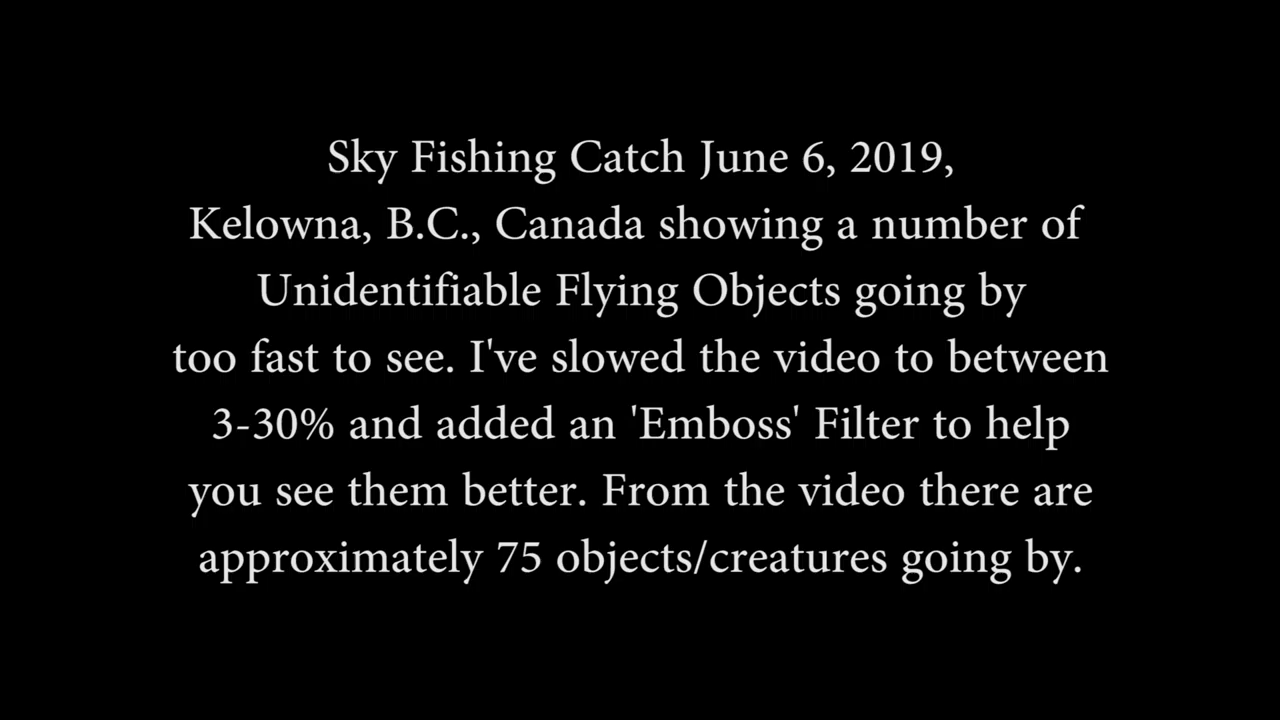 Sky Fishing Catch June 6, 2019,
Kelowna, B.C., Canada showing a number of
Unidentifiable Flying Objects going by
too fast to see. I've slowed the video to between
3-30% and added an 'Emboss' Filter to help
you see them better. From the video there are
approximately 75 objects/creatures going by.